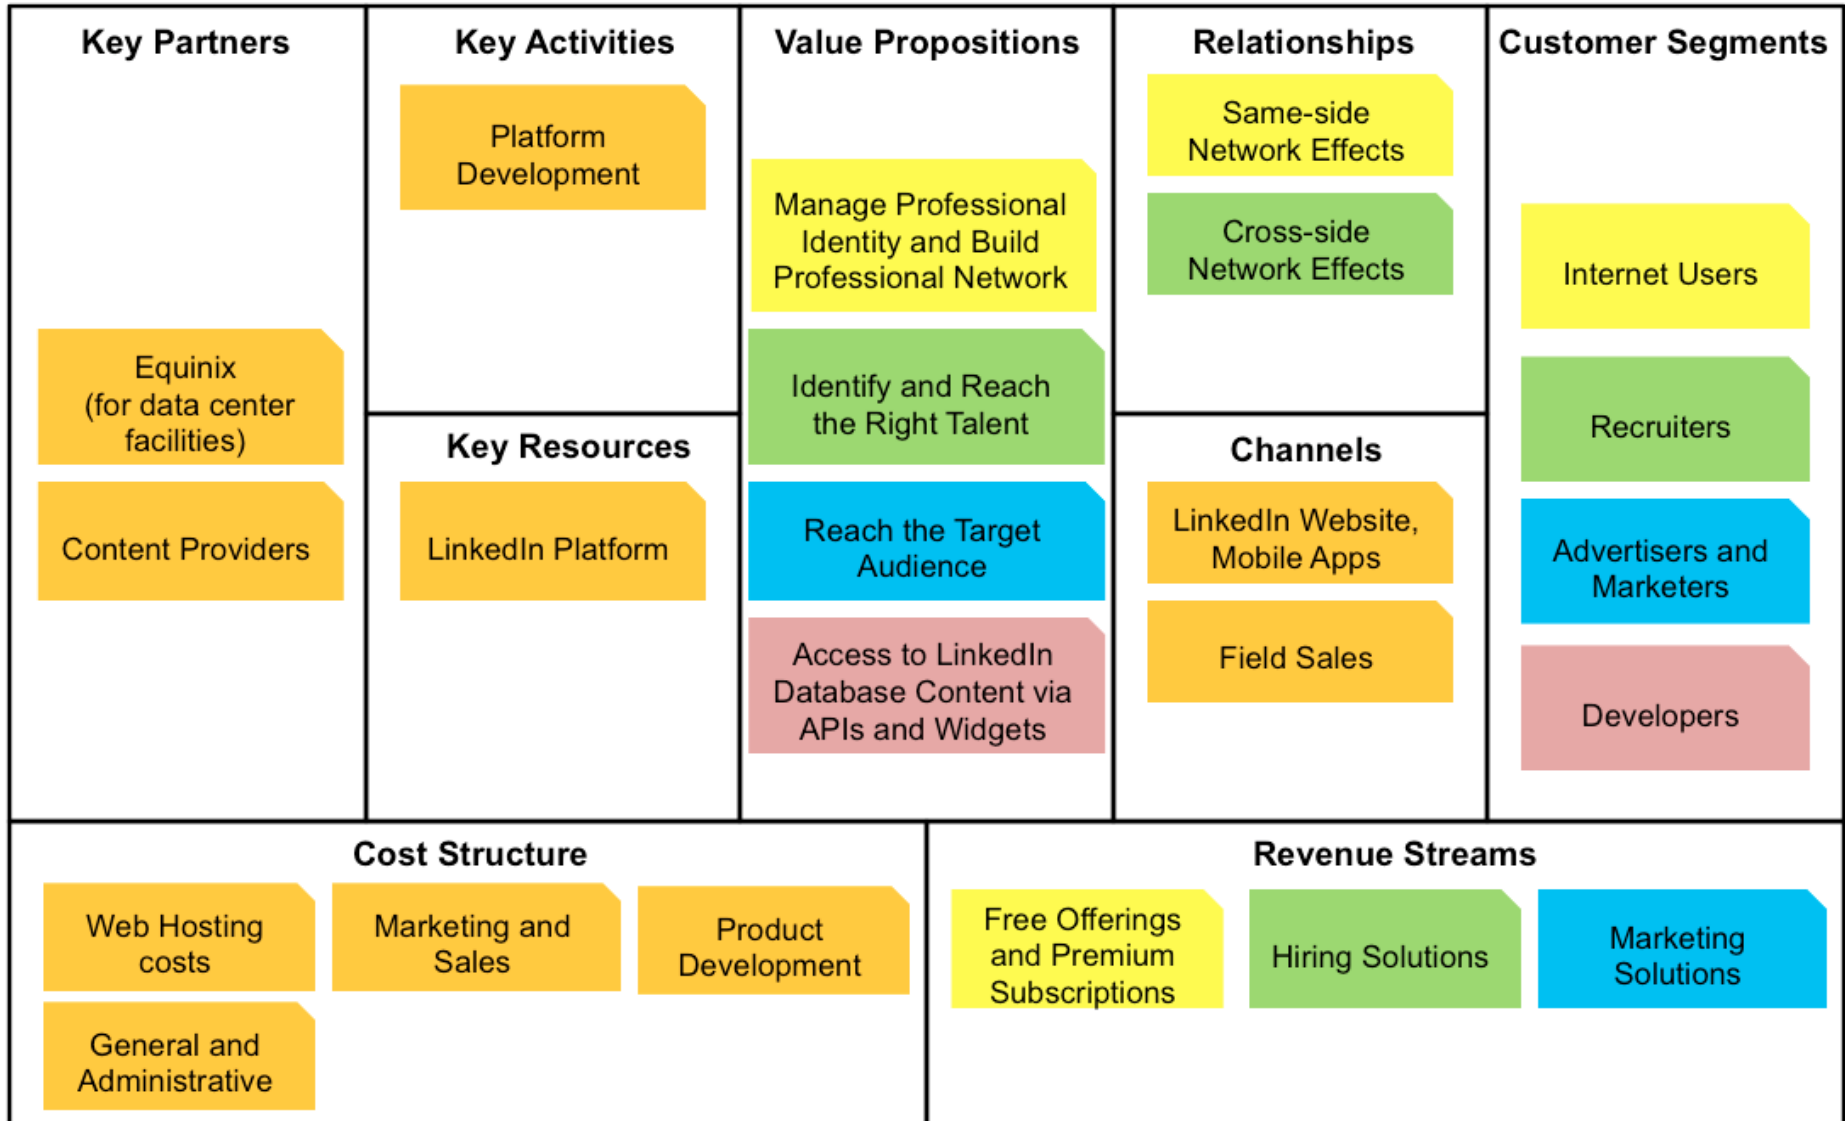 Key Partners
Equinix
(for data center
facilities)
Content Providers
Key Activities
Platform
Development
Key Resources
LinkedIn Platform
Value Propositions
Manage Professional
Identity and Build
Professional Network
Identify and Reach
the Right Talent
Reach the Target
Audience
Access to LinkedIn
Database Content via
APIs and Widgets
Relationships
Same-side
Network Effects
Cross-side
Network Effects
Channels
LinkedIn Website,
Mobile Apps
Field Sales
Customer Segments
Internet Users
Recruiters
Advertisers and
Marketers
Developers
Cost Structure
Web Hosting
costs
Marketing and
Sales
Product
Development
General and
Administrative
Revenue Streams
Free Offerings
and Premium
Subscriptions
Hiring Solutions
Marketing
Solutions